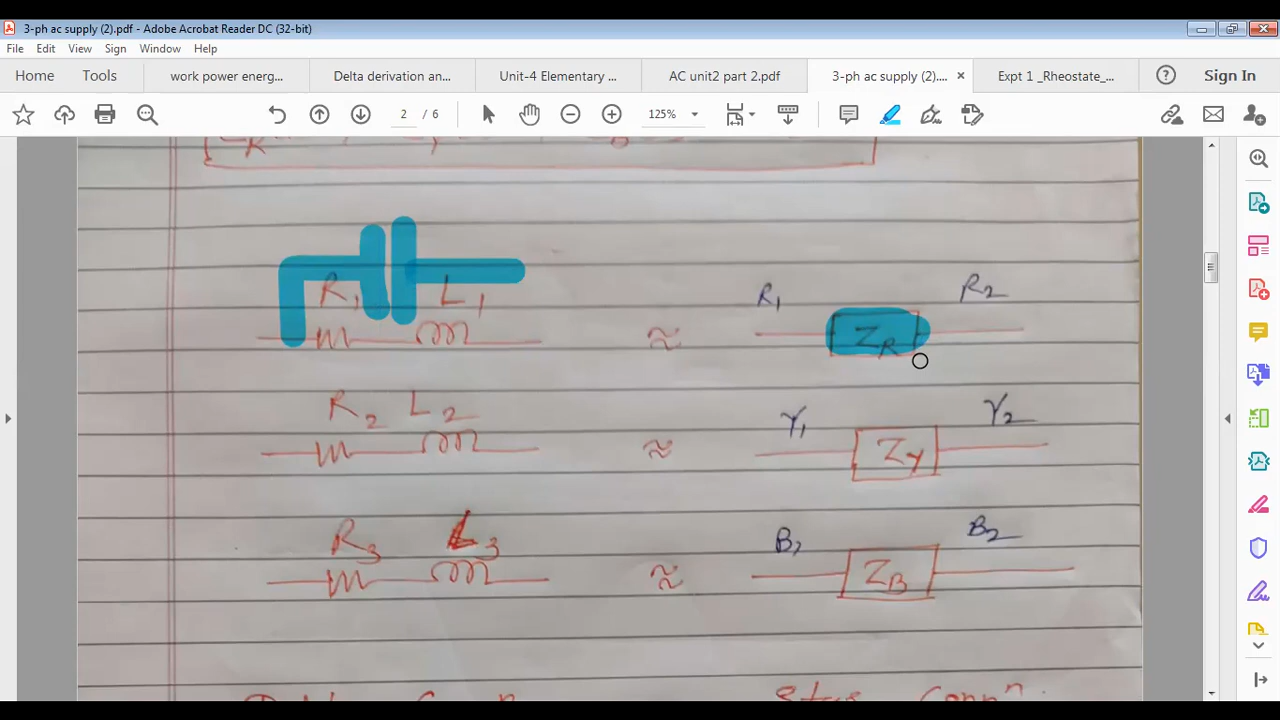 3-ph ac supply (2).pdf - Adobe Acrobat Reader DC (32-bit)
File Edit View Sign Window Help
Home Tools work power energ... Delta derivation an... Unit-4 Elementary ... AC unit2 part 2.pdf 3-ph ac supply (2).... × Expt 1 _Rheostate_... Sign In
2 / 6 125%
R1 L1 R1 R2
≈ ZR
R2 L2 Y1 Y2
≈ ZY
R3 L3 B1 B2
≈ ZB
Conn^n.